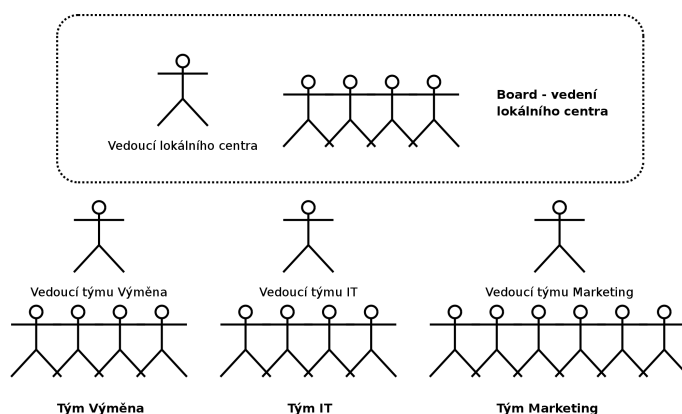 Board - vedení
lokálního centra
Vedoucí lokálního centra
Vedoucí týmu Výměna
Vedoucí týmu IT
Vedoucí týmu Marketing
Tým Výměna
Tým IT
Tým Marketing